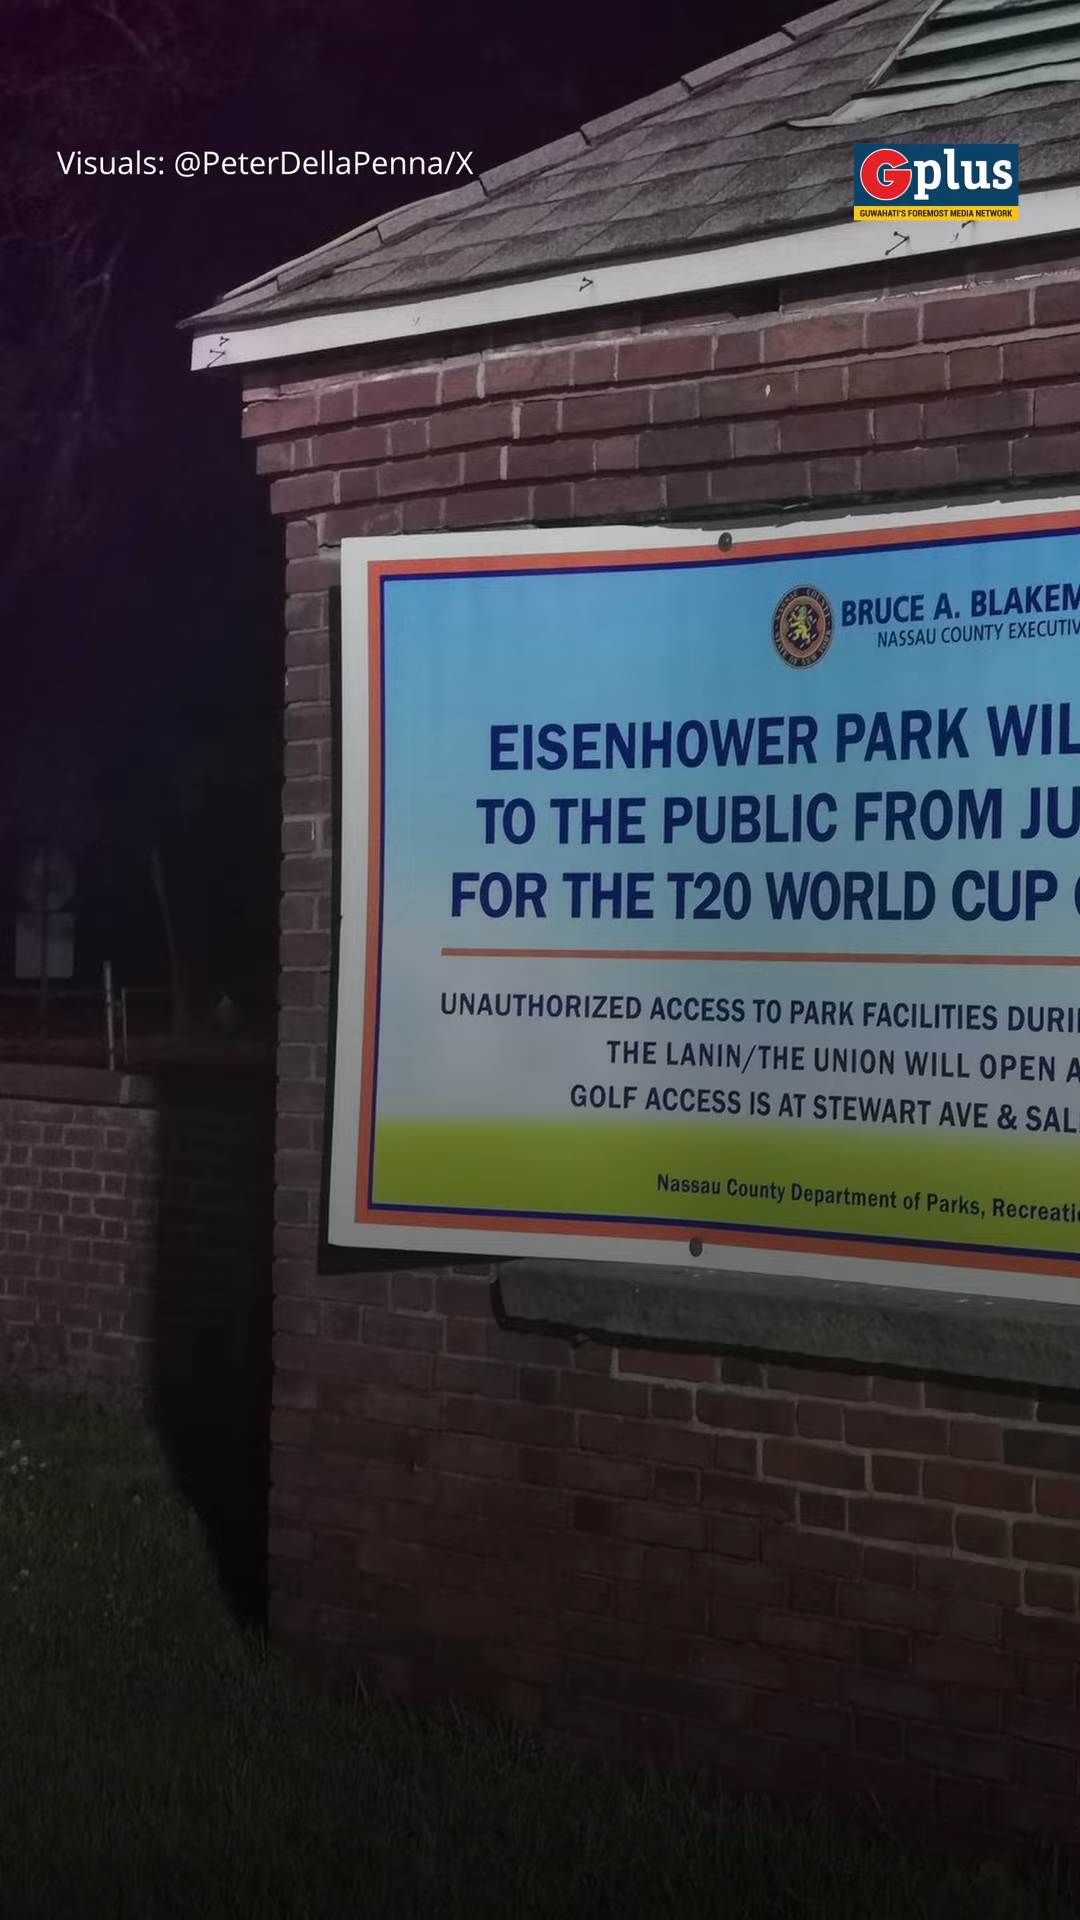 Visuals: @PeterDellaPenna/X
Gplus
GUWAHATI'S FOREMOST MEDIA NETWORK
BRUCE A. BLAKEM
NASSAU COUNTY EXECUTIV
EISENHOWER PARK WIL
TO THE PUBLIC FROM JU
FOR THE T20 WORLD CUP
UNAUTHORIZED ACCESS TO PARK FACILITIES DURI
THE LANIN/THE UNION WILL OPEN A
GOLF ACCESS IS AT STEWART AVE & SAL
Nassau County Department of Parks, Recreati